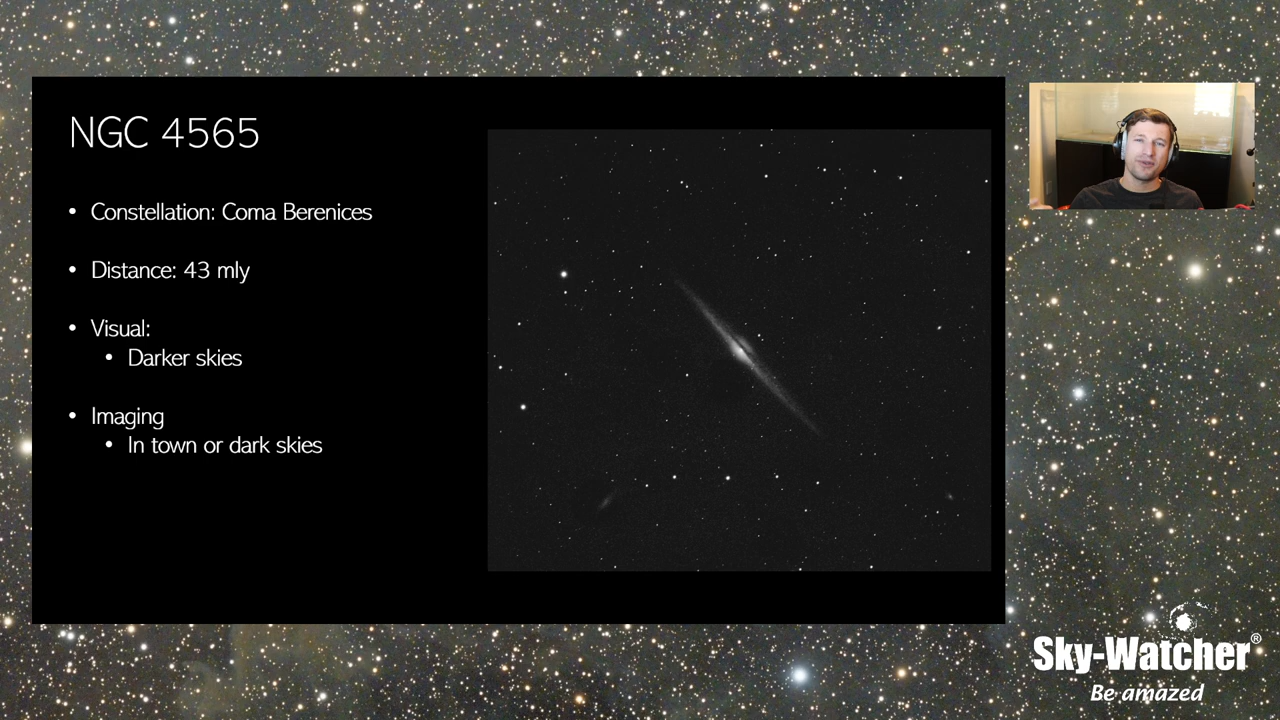 NGC 4565
• Constellation: Coma Berenices
• Distance: 43 mly
• Visual:
• Darker skies
• Imaging
• In town or dark skies
Sky-Watcher®
Be amazed